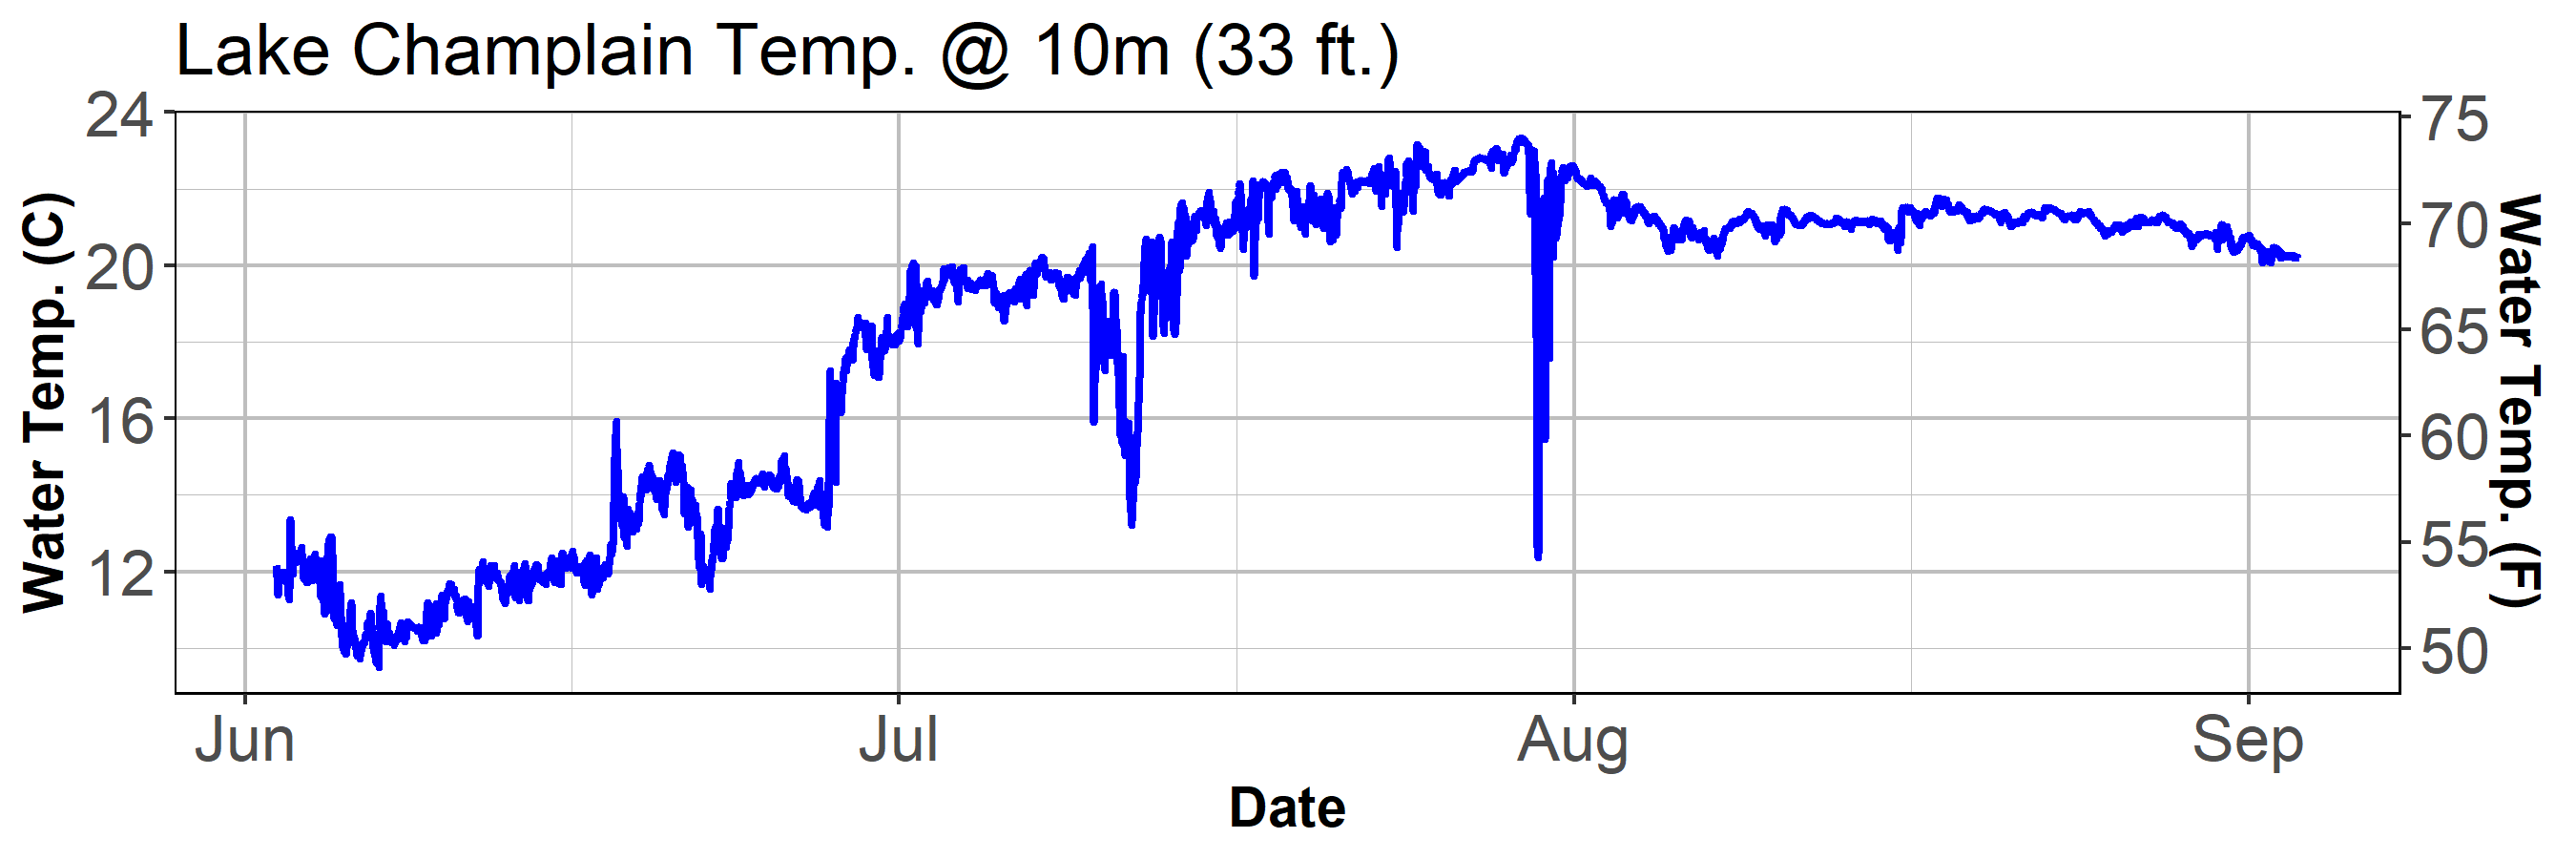 Lake Champlain Temp. @ 10m (33 ft.)
24
20
16
12
Water Temp. (C)
75
70
65
60
55
50
Water Temp. (F)
Jun
Jul
Aug
Sep
Date